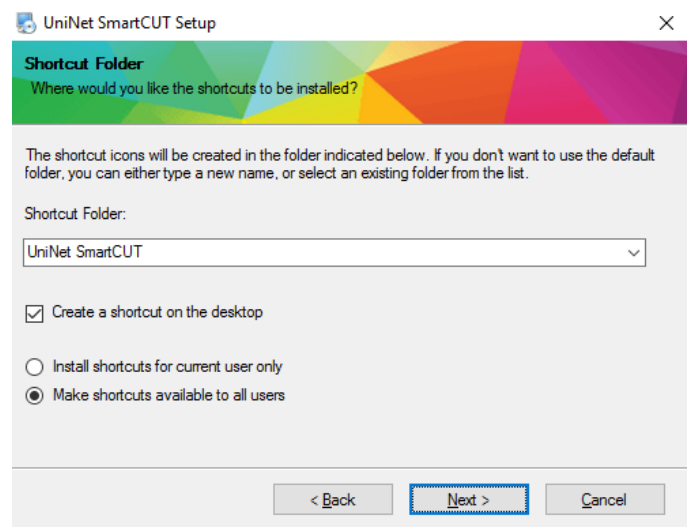 UniNet SmartCUT Setup
Shortcut Folder
Where would you like the shortcuts to be installed?
The shortcut icons will be created in the folder indicated below. If you don't want to use the default
folder, you can either type a new name, or select an existing folder from the list.
Shortcut Folder:
UniNet SmartCUT
Create a shortcut on the desktop
Install shortcuts for current user only
Make shortcuts available to all users
< Back
Next >
Cancel